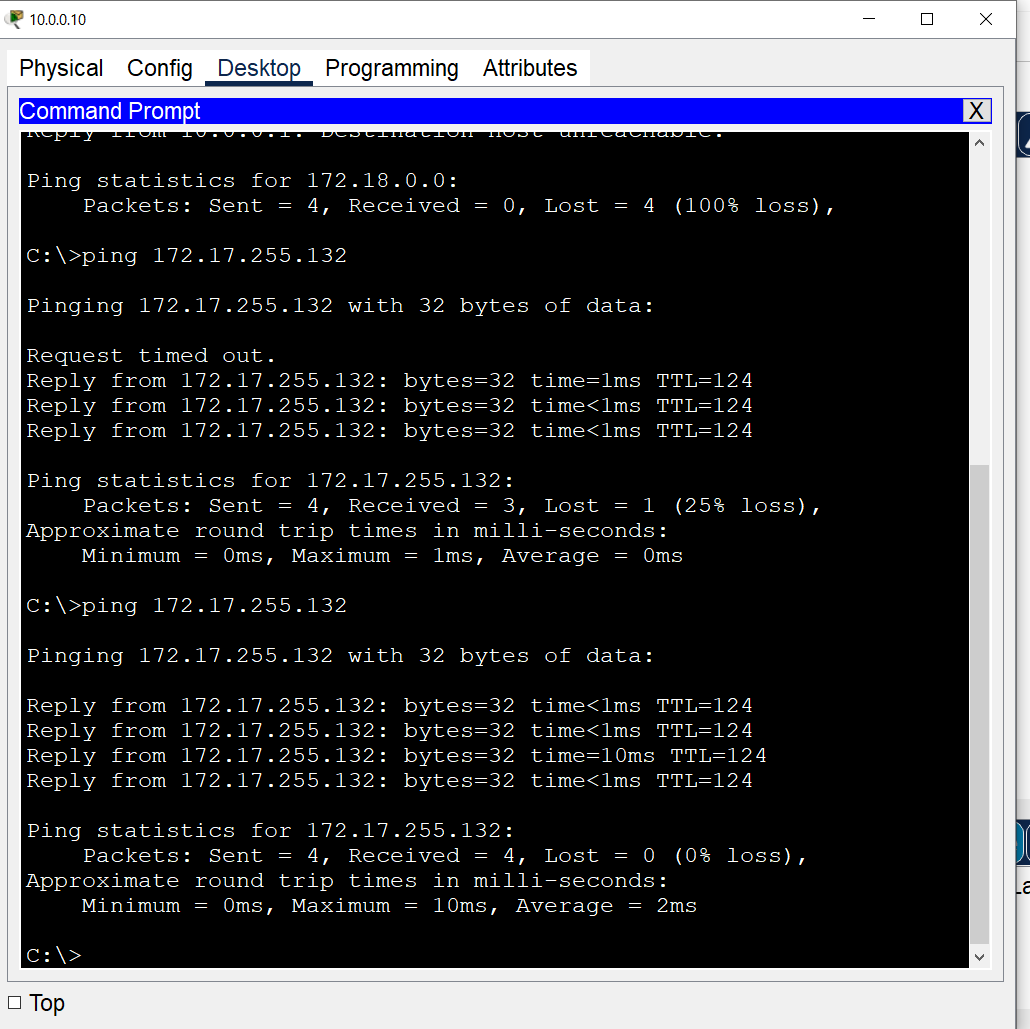 10.0.0.10
Physical Config Desktop Programming Attributes
Command Prompt X
Reply from 10.0.0.1: Destination host unreachable.
Ping statistics for 172.18.0.0:
Packets: Sent = 4, Received = 0, Lost = 4 (100% loss),
C:\>ping 172.17.255.132
Pinging 172.17.255.132 with 32 bytes of data:
Request timed out.
Reply from 172.17.255.132: bytes=32 time=1ms TTL=124
Reply from 172.17.255.132: bytes=32 time<1ms TTL=124
Reply from 172.17.255.132: bytes=32 time<1ms TTL=124
Ping statistics for 172.17.255.132:
Packets: Sent = 4, Received = 3, Lost = 1 (25% loss),
Approximate round trip times in milli-seconds:
Minimum = 0ms, Maximum = 1ms, Average = 0ms
C:\>ping 172.17.255.132
Pinging 172.17.255.132 with 32 bytes of data:
Reply from 172.17.255.132: bytes=32 time<1ms TTL=124
Reply from 172.17.255.132: bytes=32 time<1ms TTL=124
Reply from 172.17.255.132: bytes=32 time=10ms TTL=124
Reply from 172.17.255.132: bytes=32 time<1ms TTL=124
Ping statistics for 172.17.255.132:
Packets: Sent = 4, Received = 4, Lost = 0 (0% loss),
Approximate round trip times in milli-seconds:
Minimum = 0ms, Maximum = 10ms, Average = 2ms
C:\>
Top